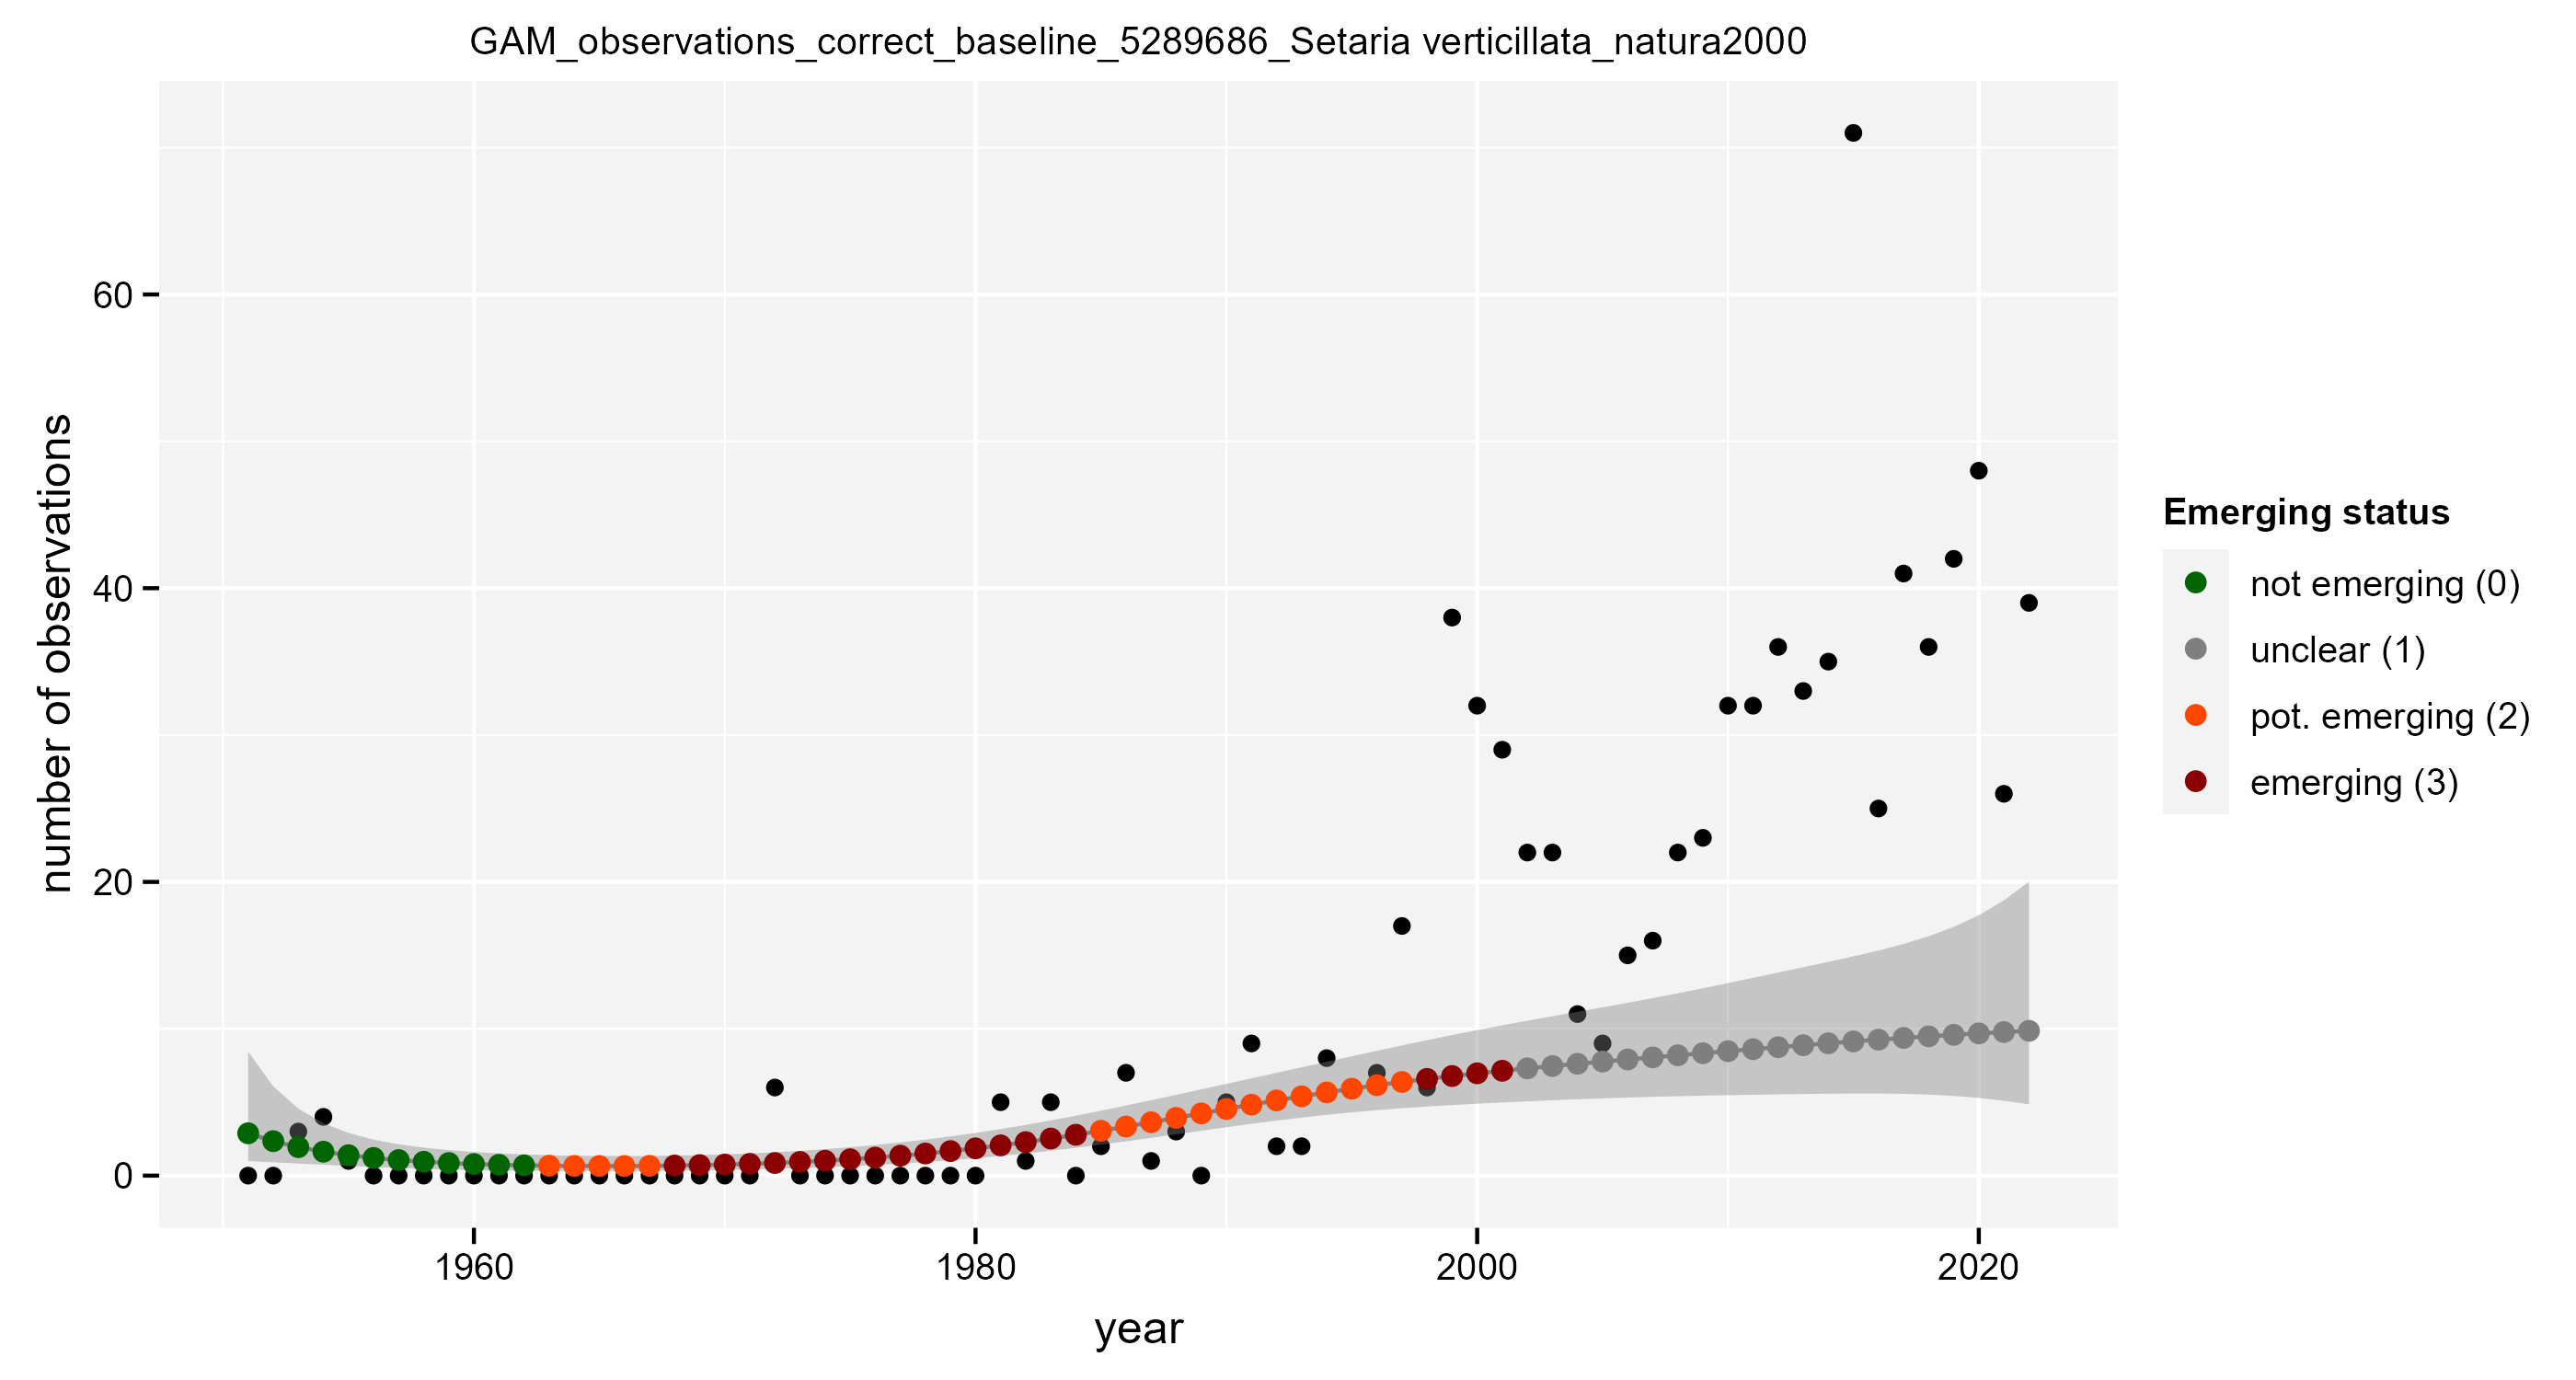 GAM_observations_correct_baseline_5289686_Setaria verticillata_natura2000
number of observations
60
40
20
0
1960
1980
2000
2020
year
Emerging status
not emerging (0)
unclear (1)
pot. emerging (2)
emerging (3)